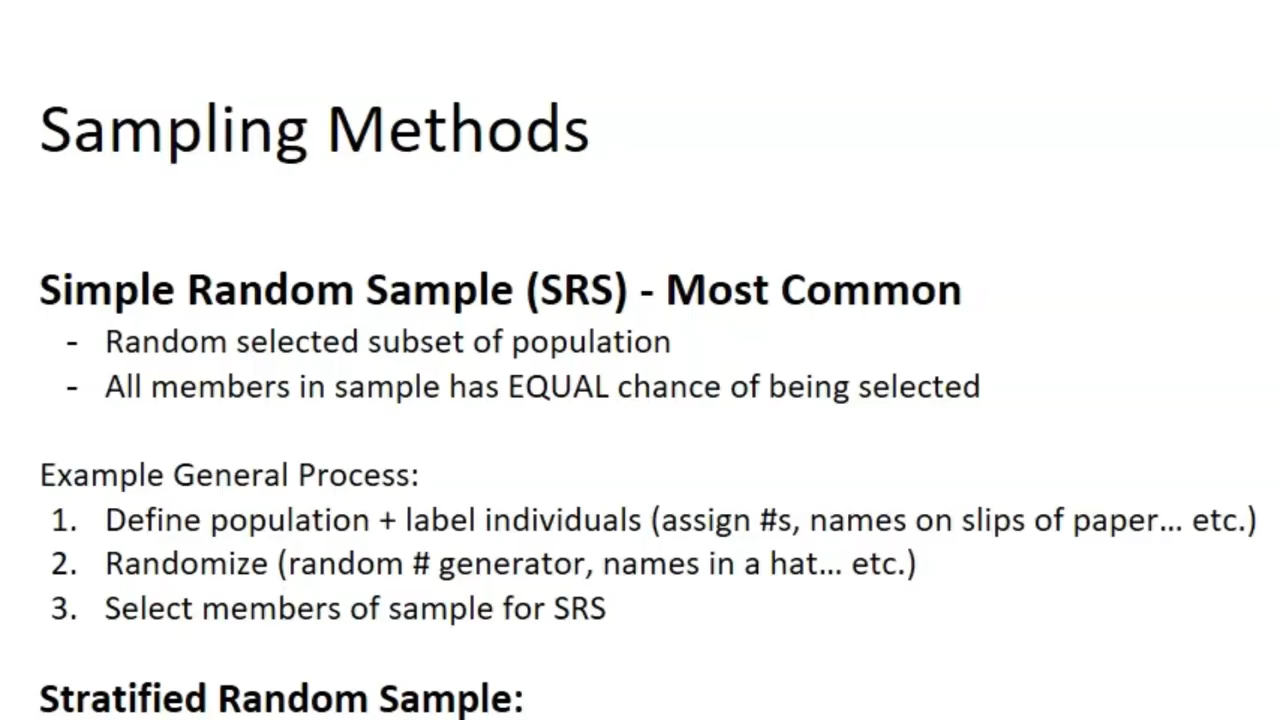 Sampling Methods
Simple Random Sample (SRS) - Most Common
- Random selected subset of population
- All members in sample has EQUAL chance of being selected
Example General Process:
1. Define population + label individuals (assign #s, names on slips of paper... etc.)
2. Randomize (random # generator, names in a hat... etc.)
3. Select members of sample for SRS
Stratified Random Sample: